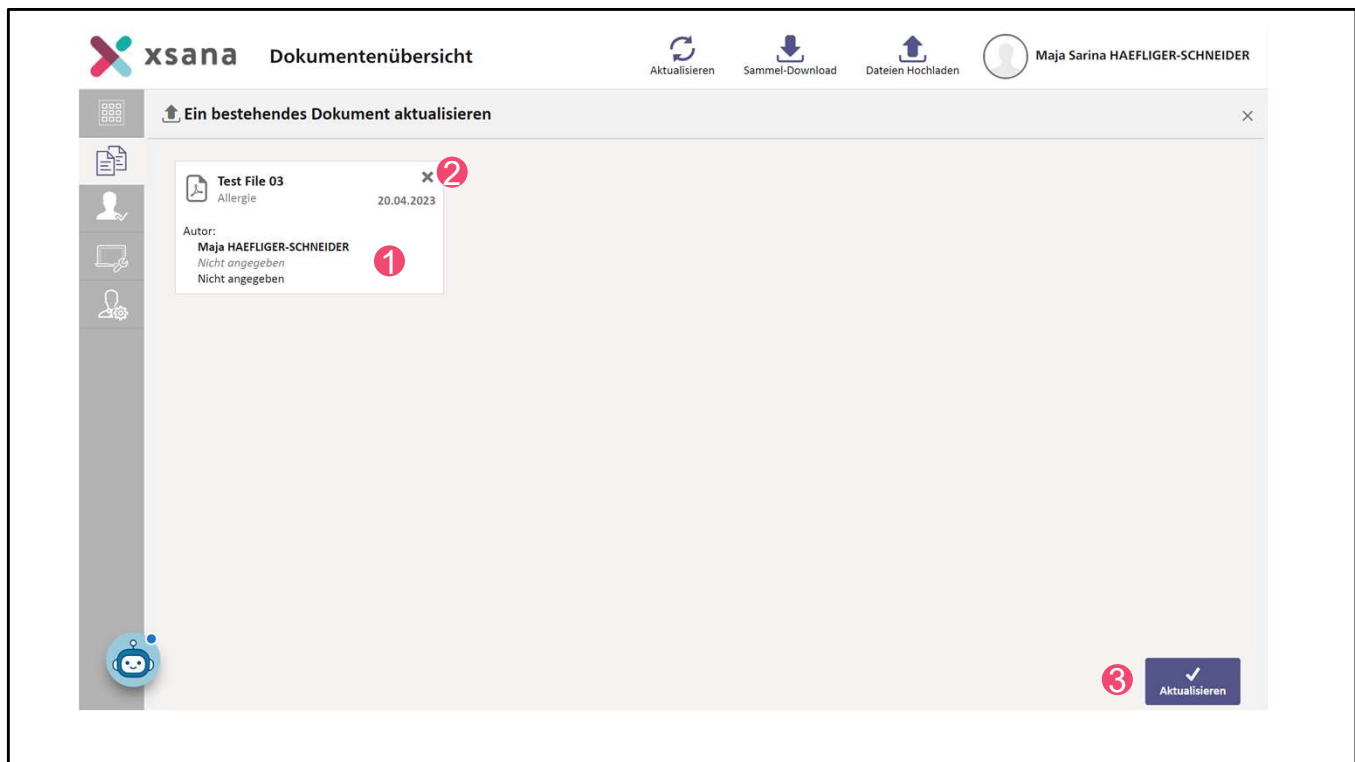 xsana Dokumentenübersicht
Aktualisieren Sammel-Download Dateien Hochladen Maja Sarina HAEFLIGER-SCHNEIDER
Ein bestehendes Dokument aktualisieren
Test File 03
2
Allergie 20.04.2023
Autor:
Maja HAEFLIGER-SCHNEIDER
Nicht angegeben
1
Nicht angegeben
3
Aktualisieren